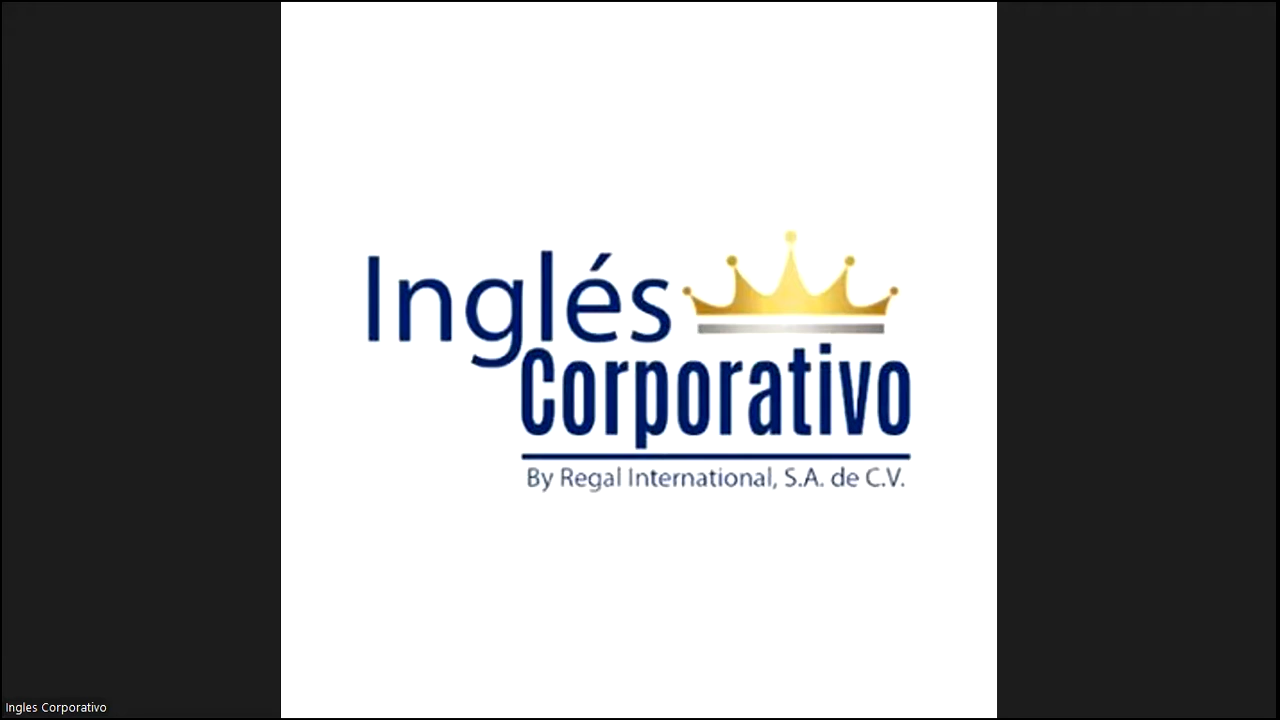 Inglés
Corporativo
By Regal International, S.A. de C.V.
Ingles Corporativo